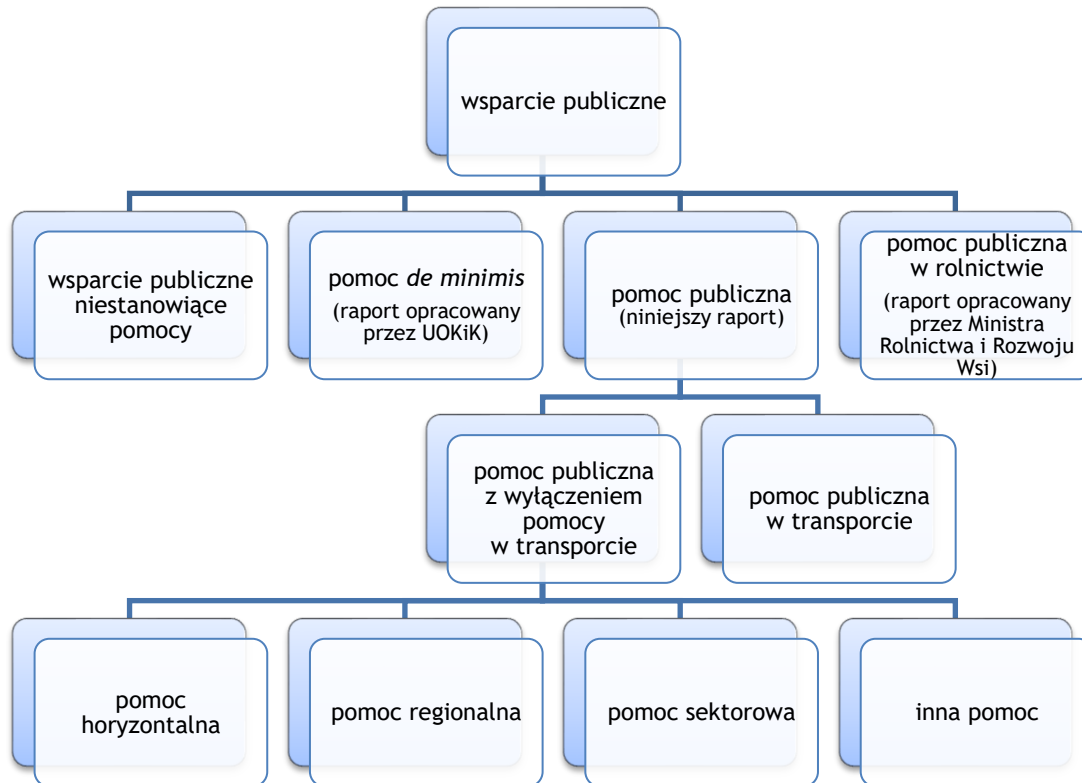 wsparcie publiczne
wsparcie publiczne
niestanowiące
pomocy
pomoc de minimis
(raport opracowany
przez UOKiK)
pomoc publiczna
(niniejszy raport)
pomoc publiczna
w rolnictwie
(raport opracowany
przez Ministra
Rolnictwa i Rozwoju
Wsi)
pomoc publiczna
z wyłączeniem
pomocy
w transporcie
pomoc publiczna
w transporcie
pomoc
horyzontalna
pomoc regionalna
pomoc sektorowa
inna pomoc